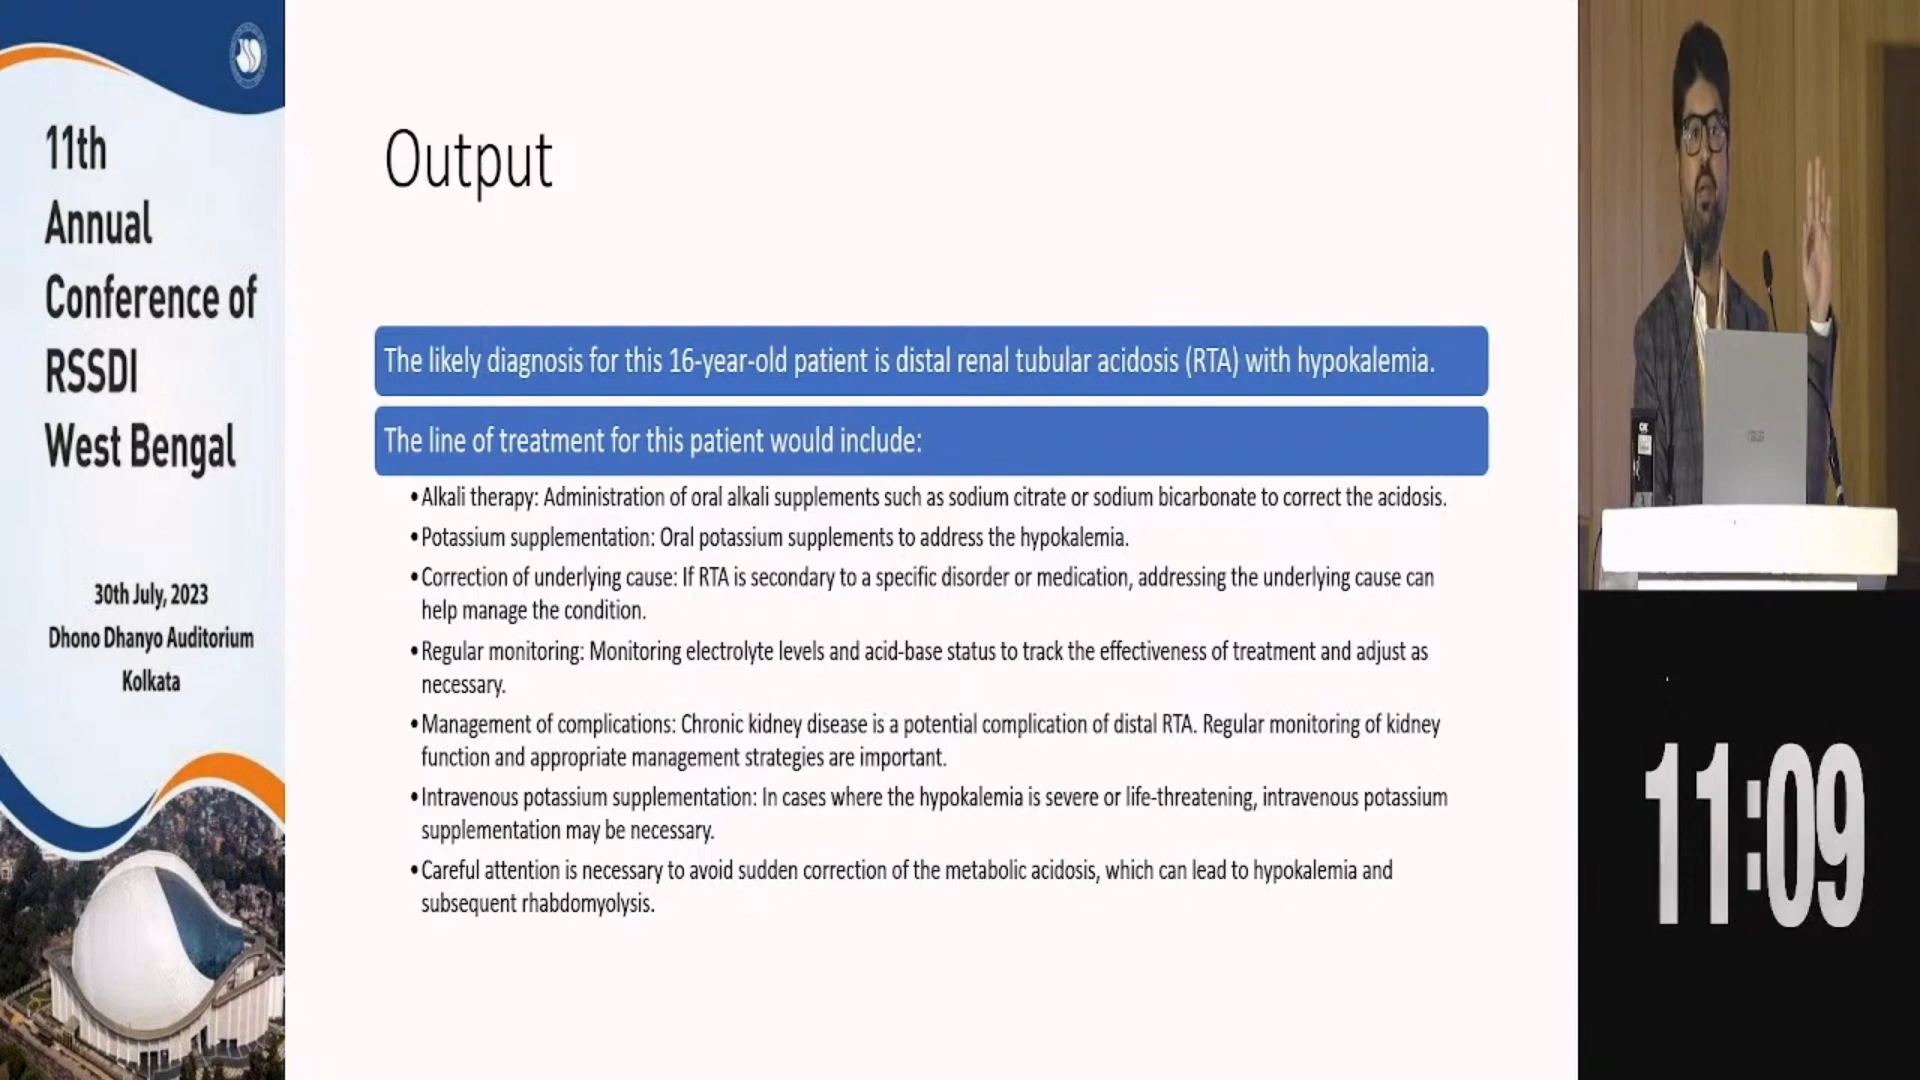 11th
Annual
Conference of
RSSDI
West Bengal
30th July, 2023
Dhono Dhanyo Auditorium
Kolkata
Output
The likely diagnosis for this 16-year-old patient is distal renal tubular acidosis (RTA) with hypokalemia.
The line of treatment for this patient would include:
•Alkali therapy: Administration of oral alkali supplements such as sodium citrate or sodium bicarbonate to correct the acidosis.
•Potassium supplementation: Oral potassium supplements to address the hypokalemia.
•Correction of underlying cause: If RTA is secondary to a specific disorder or medication, addressing the underlying cause can
help manage the condition.
•Regular monitoring: Monitoring electrolyte levels and acid-base status to track the effectiveness of treatment and adjust as
necessary.
•Management of complications: Chronic kidney disease is a potential complication of distal RTA. Regular monitoring of kidney
function and appropriate management strategies are important.
•Intravenous potassium supplementation: In cases where the hypokalemia is severe or life-threatening, intravenous potassium
supplementation may be necessary.
•Careful attention is necessary to avoid sudden correction of the metabolic acidosis, which can lead to hypokalemia and
subsequent rhabdomyolysis.
11:09